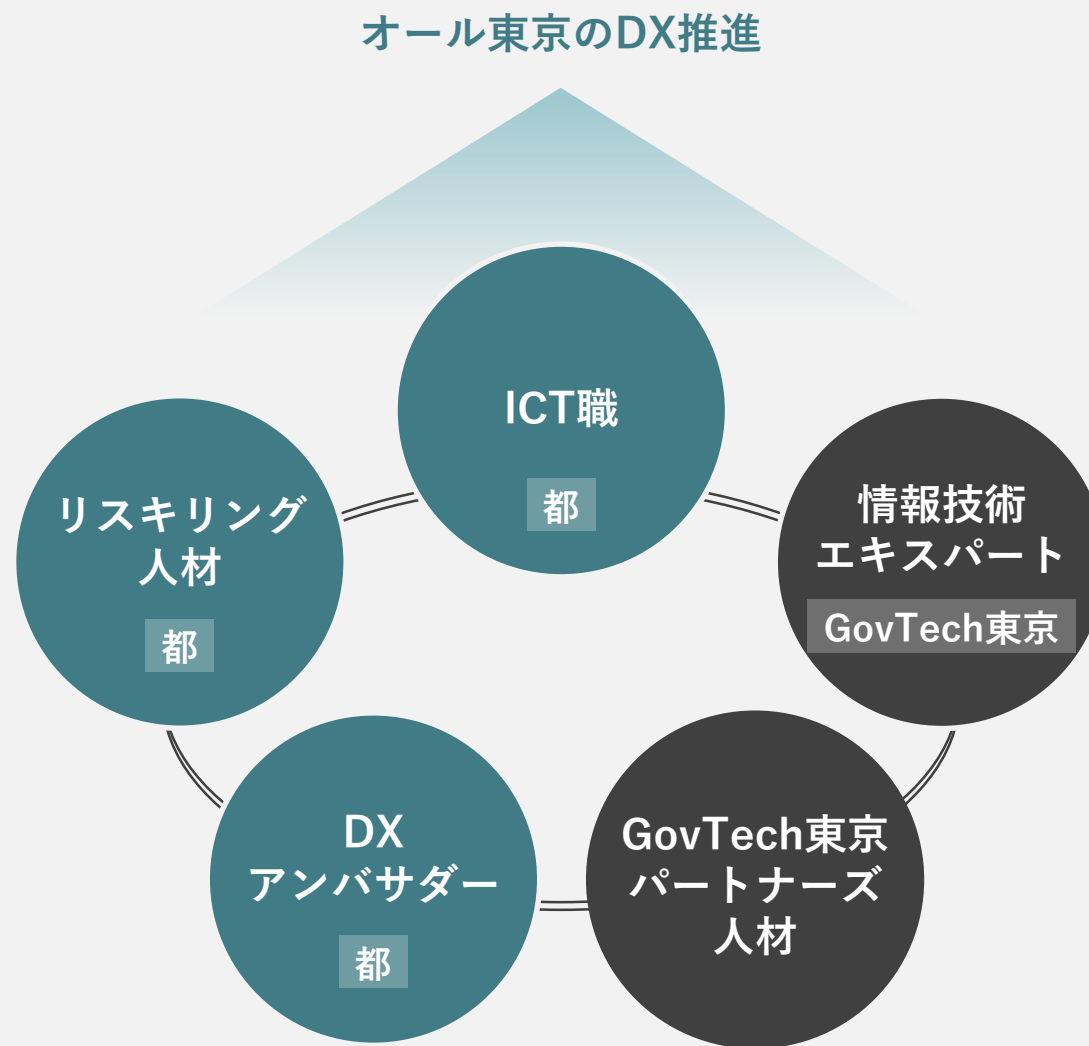 オール東京のDX推進
ICT職
都
リスキリング
人材
都
情報技術
エキスパート
GovTech東京
DX
アンバサダー
都
GovTech東京
パートナーズ
人材